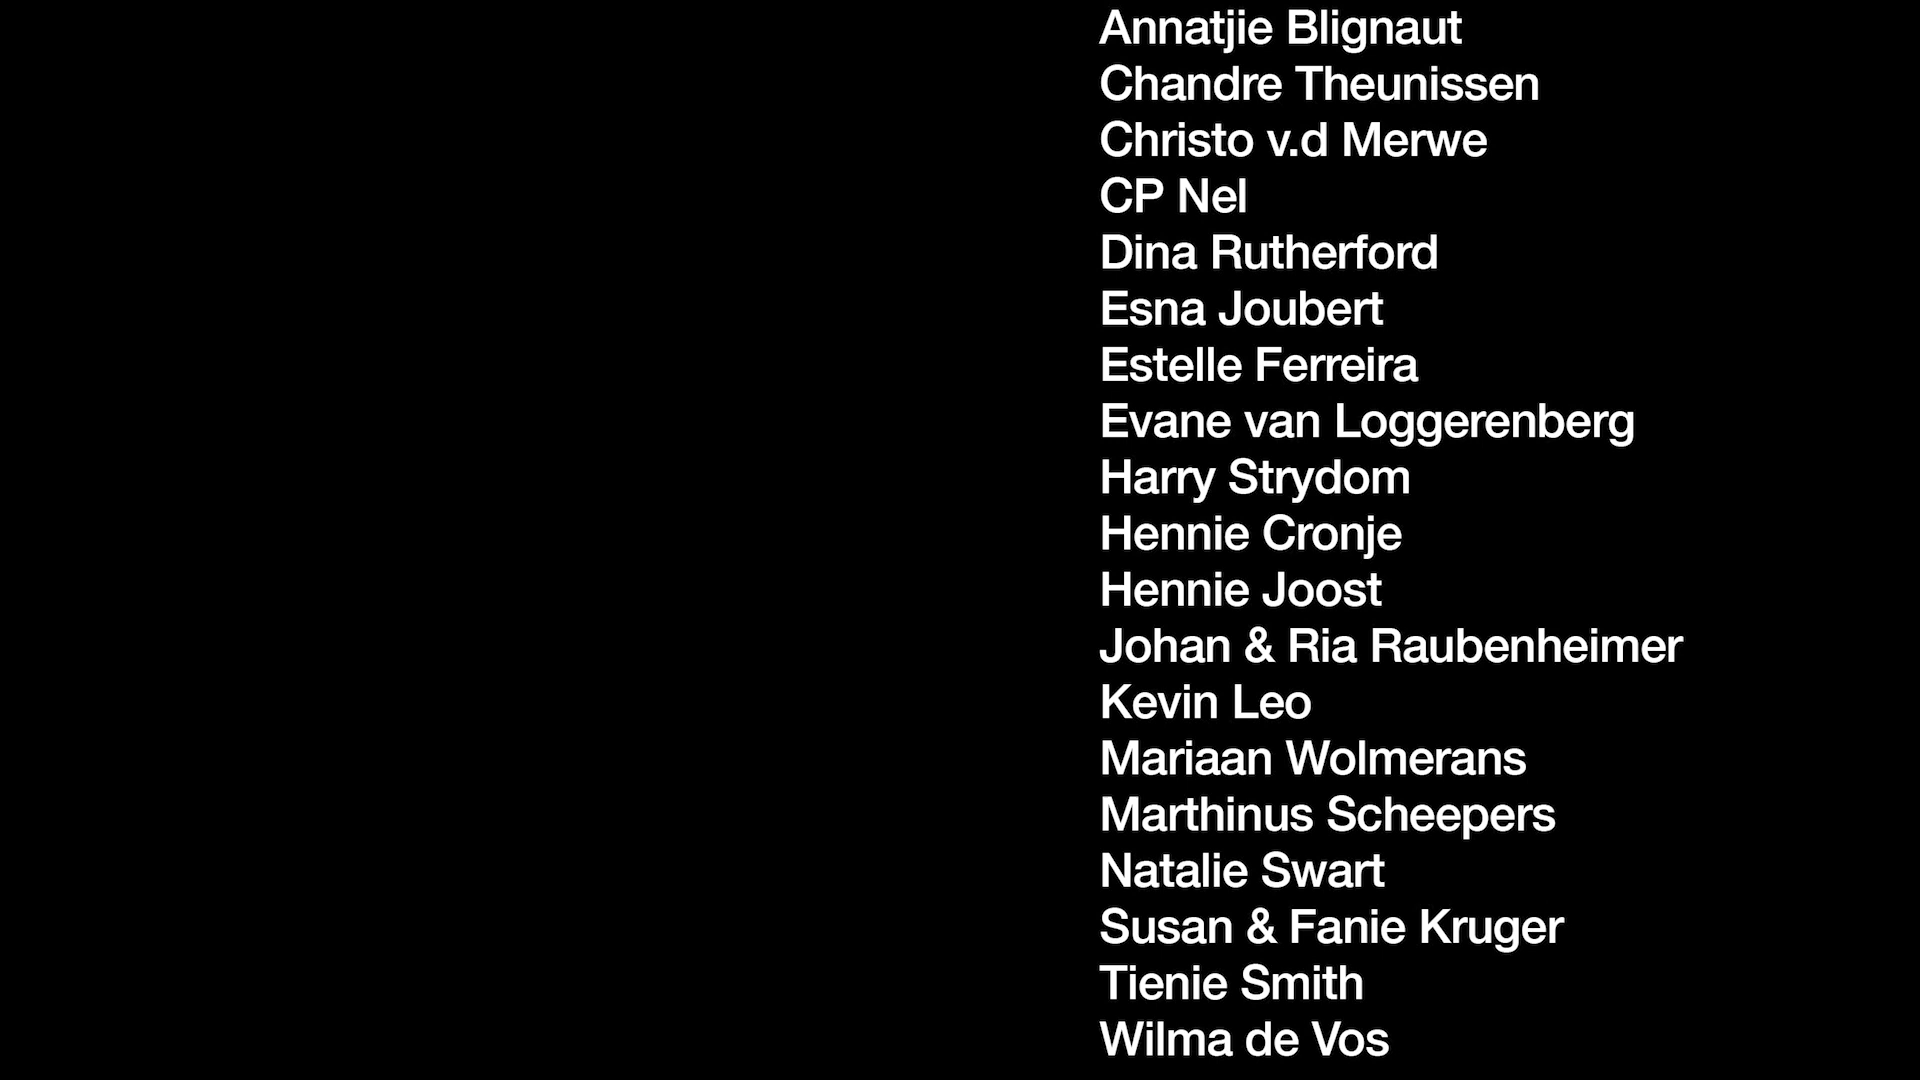 Annatjie Blignaut
Chandre Theunissen
Christo v.d Merwe
CP Nel
Dina Rutherford
Esna Joubert
Estelle Ferreira
Evane van Loggerenberg
Harry Strydom
Hennie Cronje
Hennie Joost
Johan & Ria Raubenheimer
Kevin Leo
Mariaan Wolmerans
Marthinus Scheepers
Natalie Swart
Susan & Fanie Kruger
Tienie Smith
Wilma de Vos